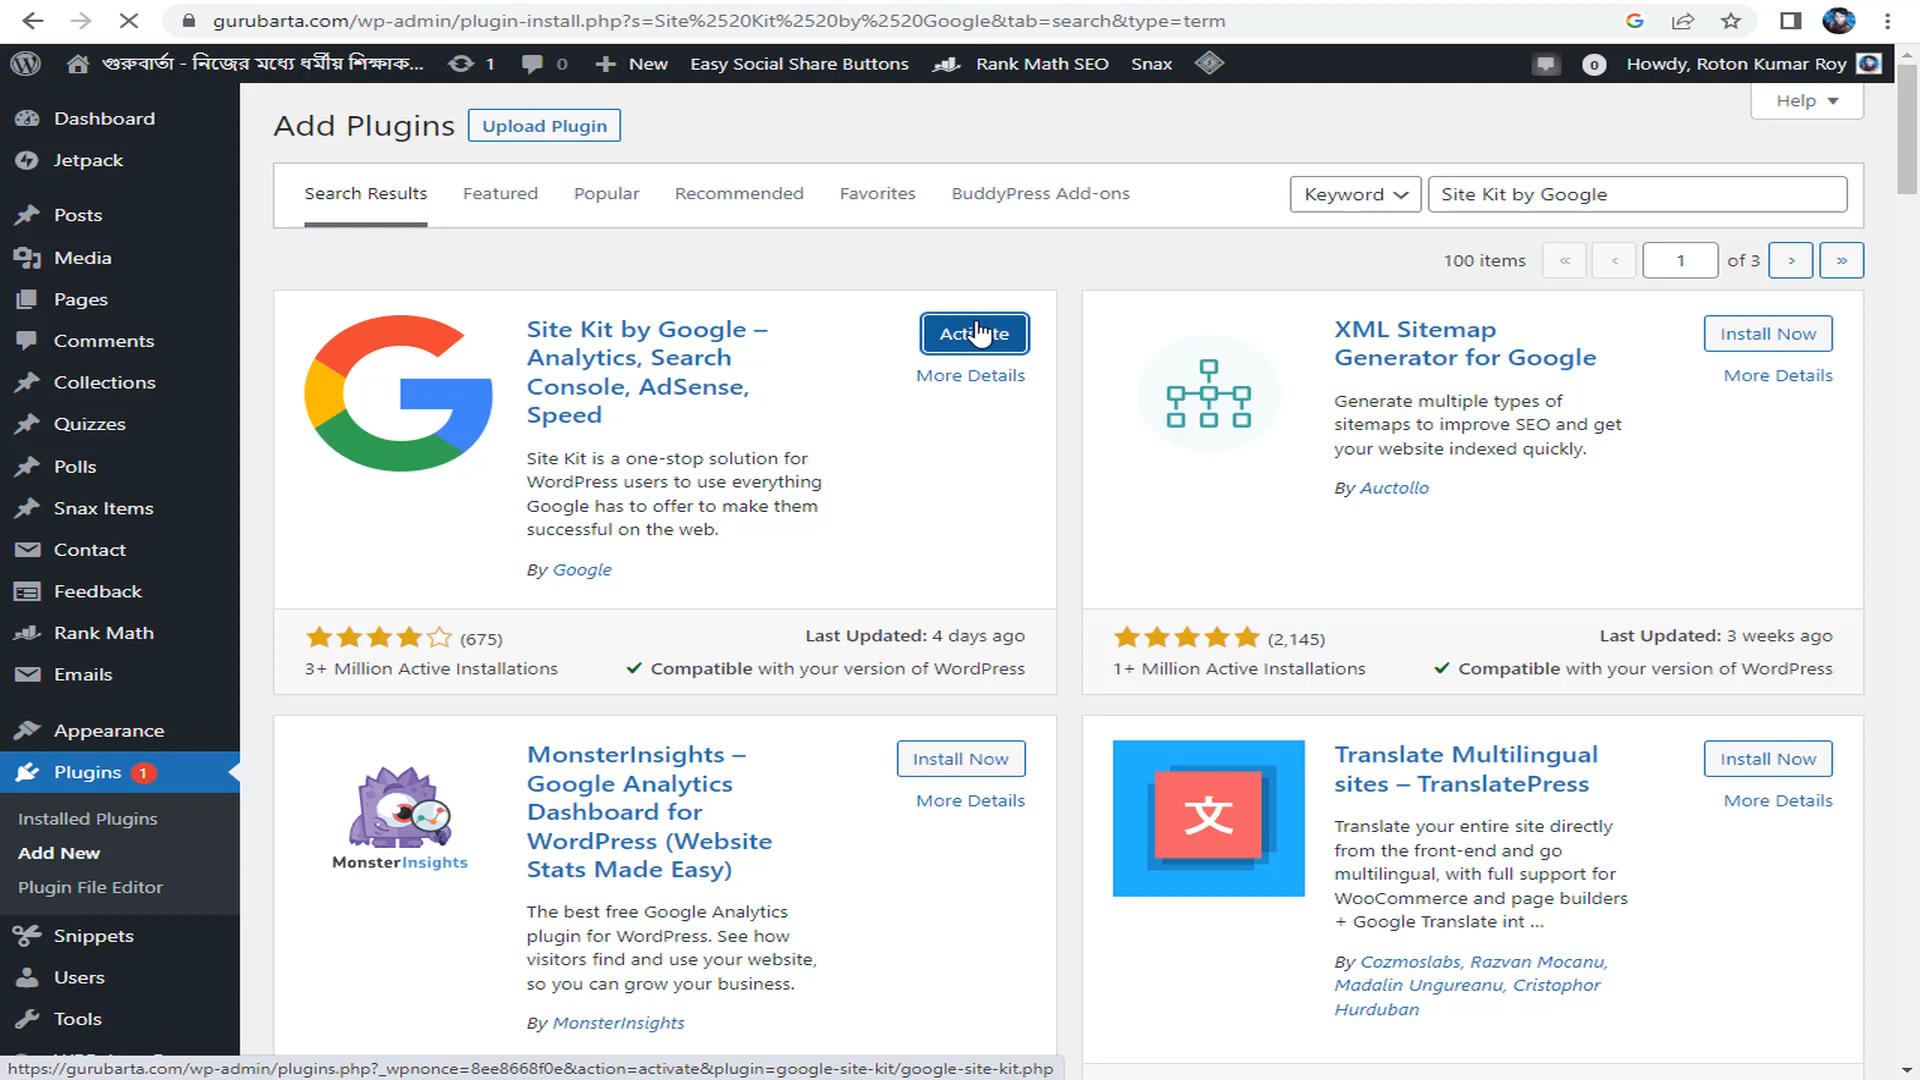 gurubarta.com/wp-admin/plugin-install.php?s=Site%2520Kit%2520by%2520Google&tab=search&type=term
গুরুবার্তা - নিজের মধ্যে ধর্মীয় শিক্ষাক...
1
0
New
Easy Social Share Buttons
Rank Math SEO
Snax
0
Howdy, Roton Kumar Roy
Dashboard
Jetpack
Posts
Media
Pages
Comments
Collections
Quizzes
Polls
Snax Items
Contact
Feedback
Rank Math
Emails
Appearance
Plugins 1
Installed Plugins
Add New
Plugin File Editor
Snippets
Users
Tools
Help
Add Plugins
Upload Plugin
Search Results
Featured
Popular
Recommended
Favorites
BuddyPress Add-ons
Keyword
Site Kit by Google
100 items
«
‹
1
of 3
›
»
Site Kit by Google –
Analytics, Search
Console, AdSense,
Speed
Activate
More Details
Site Kit is a one-stop solution for
WordPress users to use everything
Google has to offer to make them
successful on the web.
By Google
(675)
Last Updated: 4 days ago
3+ Million Active Installations
Compatible with your version of WordPress
XML Sitemap
Generator for Google
Install Now
More Details
Generate multiple types of
sitemaps to improve SEO and get
your website indexed quickly.
By Auctollo
(2,145)
Last Updated: 3 weeks ago
1+ Million Active Installations
Compatible with your version of WordPress
MonsterInsights
MonsterInsights –
Google Analytics
Dashboard for
WordPress (Website
Stats Made Easy)
Install Now
More Details
The best free Google Analytics
plugin for WordPress. See how
visitors find and use your website,
so you can grow your business.
By MonsterInsights
文
Translate Multilingual
sites – TranslatePress
Install Now
More Details
Translate your entire site directly
from the front-end and go
multilingual, with full support for
WooCommerce and page builders
+ Google Translate int ...
By Cozmoslabs, Razvan Mocanu,
Madalin Ungureanu, Cristophor
Hurduban
https://gurubarta.com/wp-admin/plugins.php?_wpnonce=8ee8668f0e&action=activate&plugin=google-site-kit/google-site-kit.php